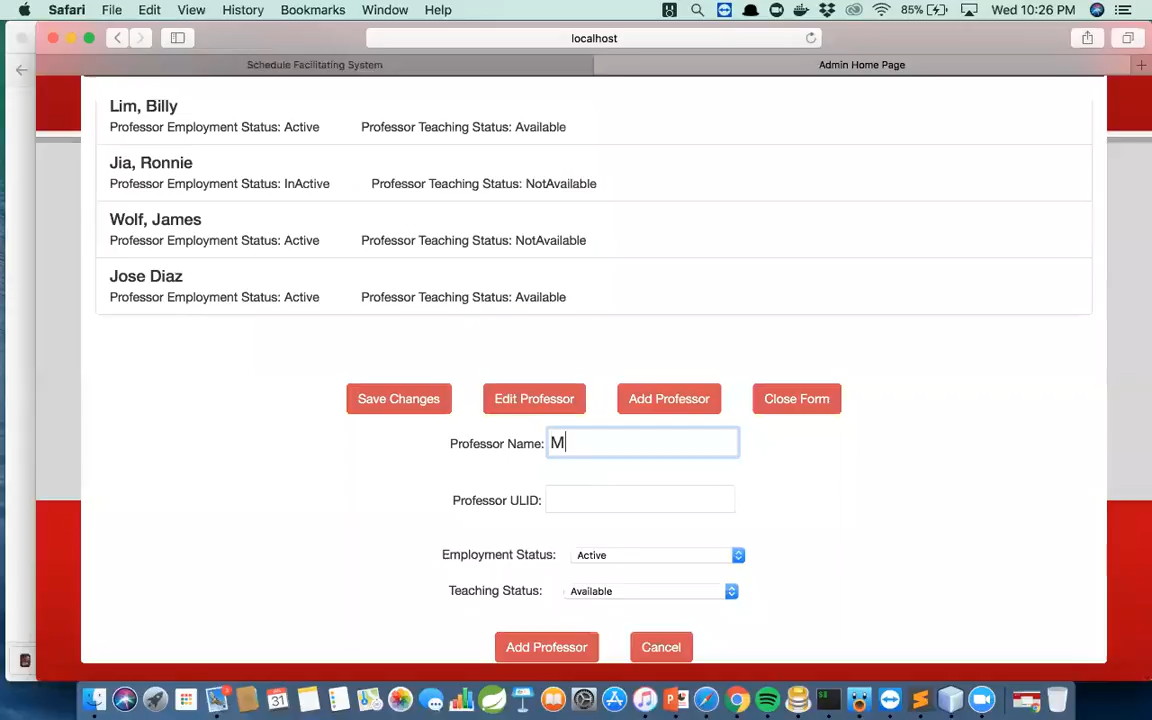 Safari File Edit View History Bookmarks Window Help 85% Wed 10:26 PM
localhost
Schedule Facilitating System Admin Home Page
Lim, Billy
Professor Employment Status: Active Professor Teaching Status: Available
Jia, Ronnie
Professor Employment Status: InActive Professor Teaching Status: NotAvailable
Wolf, James
Professor Employment Status: Active Professor Teaching Status: NotAvailable
Jose Diaz
Professor Employment Status: Active Professor Teaching Status: Available
Save Changes Edit Professor Add Professor Close Form
Professor Name: M
Professor ULID:
Employment Status: Active
Teaching Status: Available
Add Professor Cancel
31